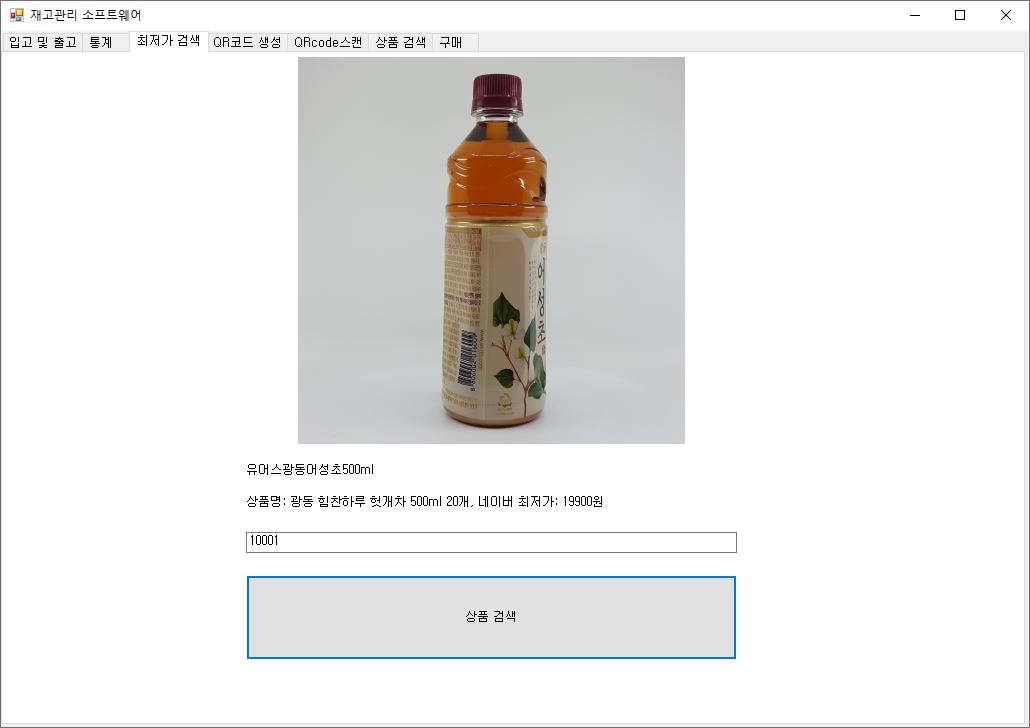 재고관리 소프트웨어
입고 및 출고 통계 최저가 검색 QR코드 생성 QRcode스캔 상품 검색 구매
어성초
유어스광동어성초500ml
상품명: 광동 힘찬하루 헛개차 500ml 20개, 네이버 최저가: 19900원
10001
상품 검색